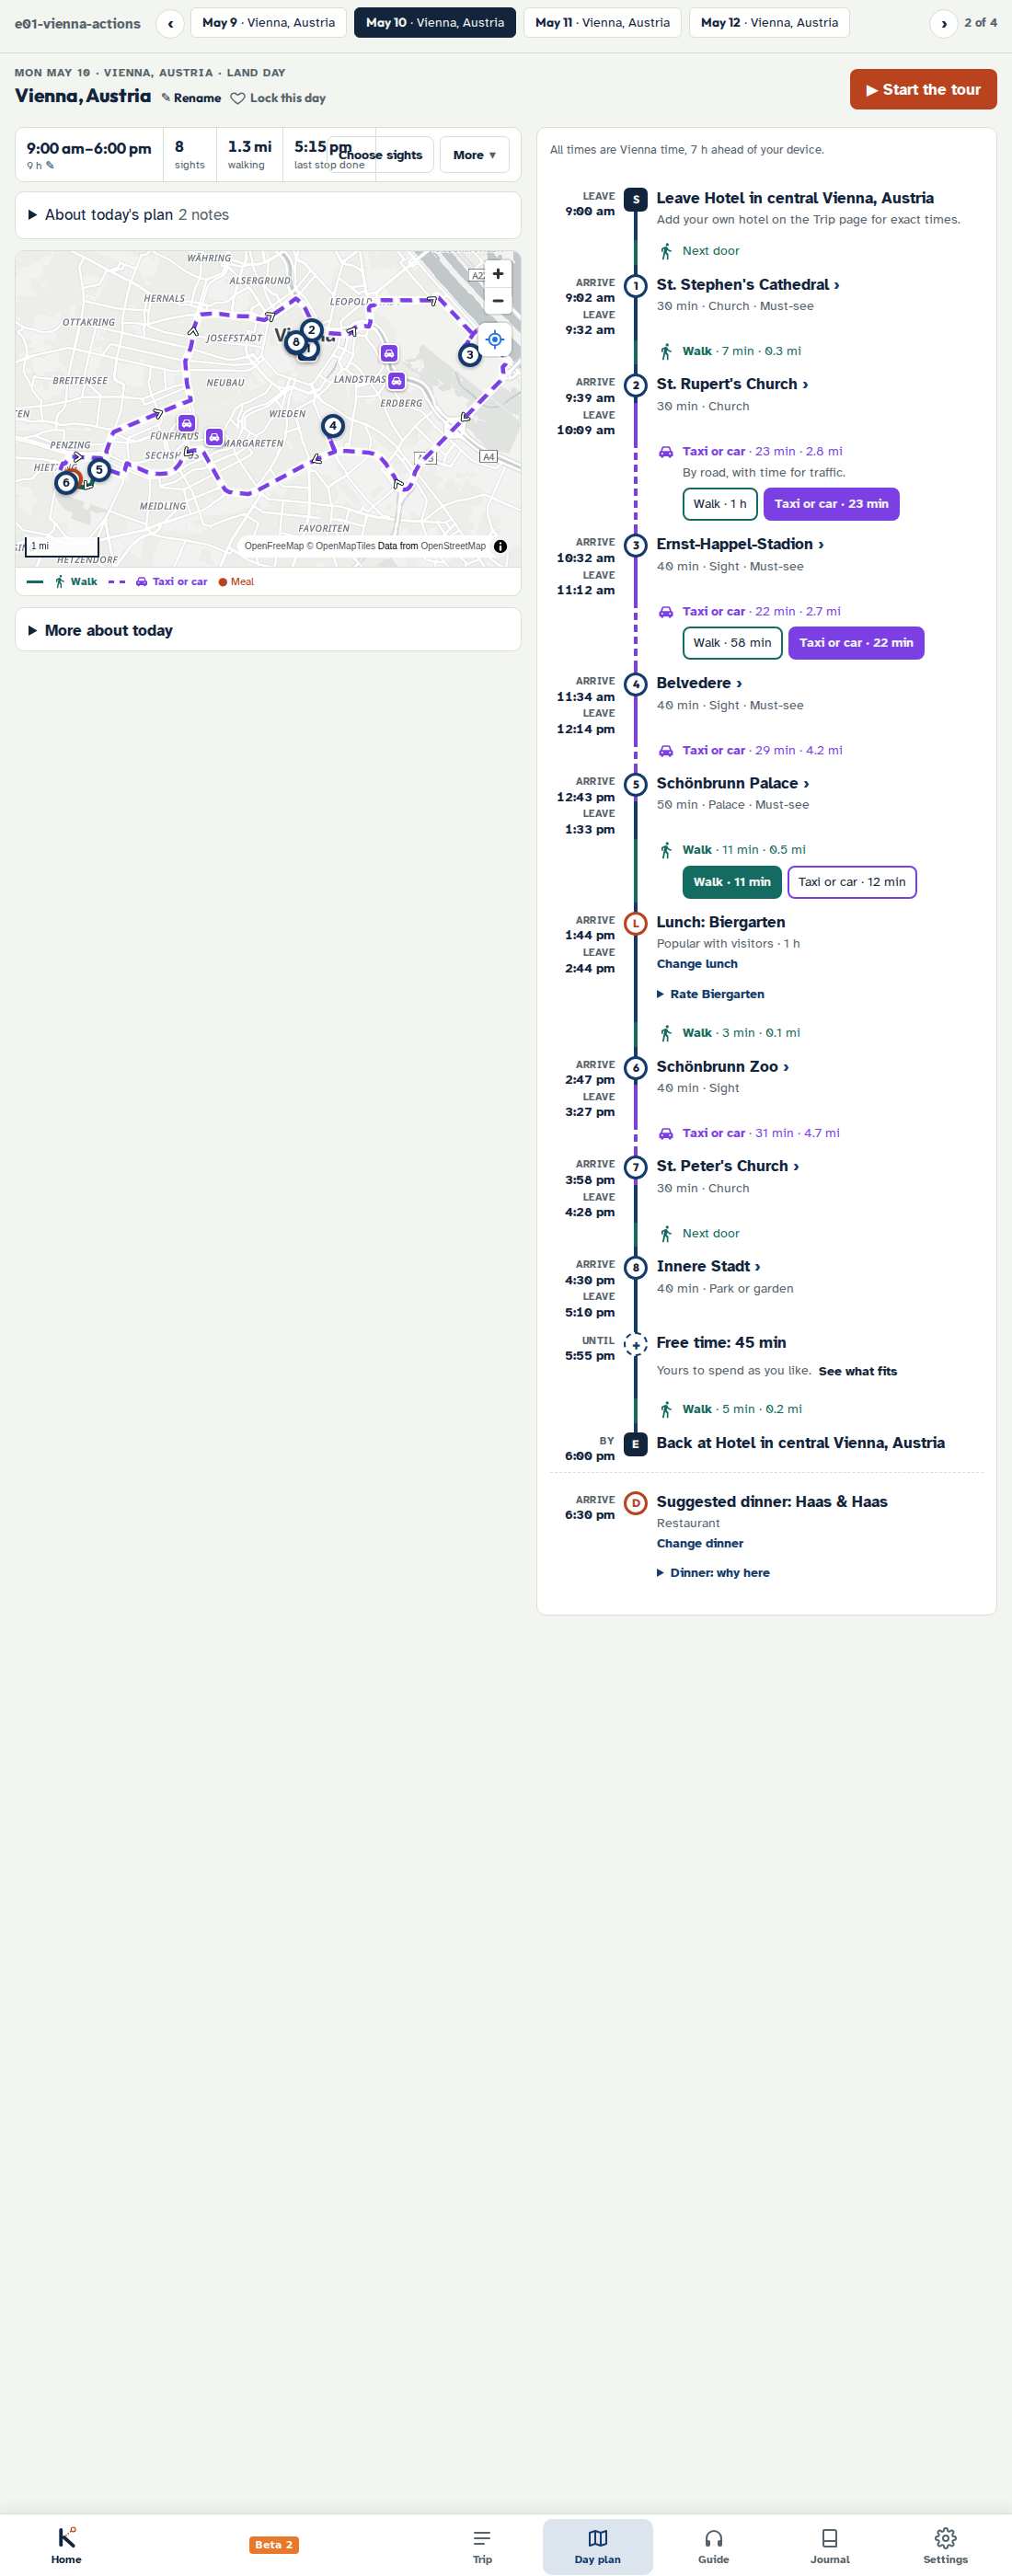 e01-vienna-actions
‹
May 9 · Vienna, Austria
May 10 · Vienna, Austria
May 11 · Vienna, Austria
May 12 · Vienna, Austria
›
2 of 4
MON MAY 10 · VIENNA, AUSTRIA · LAND DAY
Vienna, Austria ✎ Rename Lock this day
▶ Start the tour
9:00 am–6:00 pm
9 h ✎
8
sights
1.3 mi
walking
5:15 pm
last stop done
Choose sights
More ▼
▶ About today's plan 2 notes
WÄHRING
ALSERGRUND
HERNALS
OTTAKRING
JOSEFSTADT
BREITENSEE
NEUBAU
WIEDEN
ERDBERG
PENZING
FÜNFHAUS
MARGARETEN
MEIDLING
FAVORITEN
HETZENDORF
A4
2
8
3
4
5
6
+
−
1 mi
OpenFreeMap © OpenMapTiles Data from OpenStreetMap
Walk
Taxi or car
Meal
▶ More about today
All times are Vienna time, 7 h ahead of your device.
LEAVE
9:00 am
S
Leave Hotel in central Vienna, Austria
Add your own hotel on the Trip page for exact times.
Next door
ARRIVE
9:02 am
LEAVE
9:32 am
1
St. Stephen's Cathedral ›
30 min · Church · Must-see
Walk · 7 min · 0.3 mi
ARRIVE
9:39 am
LEAVE
10:09 am
2
St. Rupert's Church ›
30 min · Church
Taxi or car · 23 min · 2.8 mi
By road, with time for traffic.
Walk · 1 h
Taxi or car · 23 min
ARRIVE
10:32 am
LEAVE
11:12 am
3
Ernst-Happel-Stadion ›
40 min · Sight · Must-see
Taxi or car · 22 min · 2.7 mi
Walk · 58 min
Taxi or car · 22 min
ARRIVE
11:34 am
LEAVE
12:14 pm
4
Belvedere ›
40 min · Sight · Must-see
Taxi or car · 29 min · 4.2 mi
ARRIVE
12:43 pm
LEAVE
1:33 pm
5
Schönbrunn Palace ›
50 min · Palace · Must-see
Walk · 11 min · 0.5 mi
Walk · 11 min
Taxi or car · 12 min
ARRIVE
1:44 pm
LEAVE
2:44 pm
L
Lunch: Biergarten
Popular with visitors · 1 h
Change lunch
▶ Rate Biergarten
Walk · 3 min · 0.1 mi
ARRIVE
2:47 pm
LEAVE
3:27 pm
6
Schönbrunn Zoo ›
40 min · Sight
Taxi or car · 31 min · 4.7 mi
ARRIVE
3:58 pm
LEAVE
4:28 pm
7
St. Peter's Church ›
30 min · Church
Next door
ARRIVE
4:30 pm
LEAVE
5:10 pm
8
Innere Stadt ›
40 min · Park or garden
UNTIL
5:55 pm
+
Free time: 45 min
Yours to spend as you like. See what fits
Walk · 5 min · 0.2 mi
BY
6:00 pm
E
Back at Hotel in central Vienna, Austria
ARRIVE
6:30 pm
D
Suggested dinner: Haas & Haas
Restaurant
Change dinner
▶ Dinner: why here
Home
Beta 2
Trip
Day plan
Guide
Journal
Settings